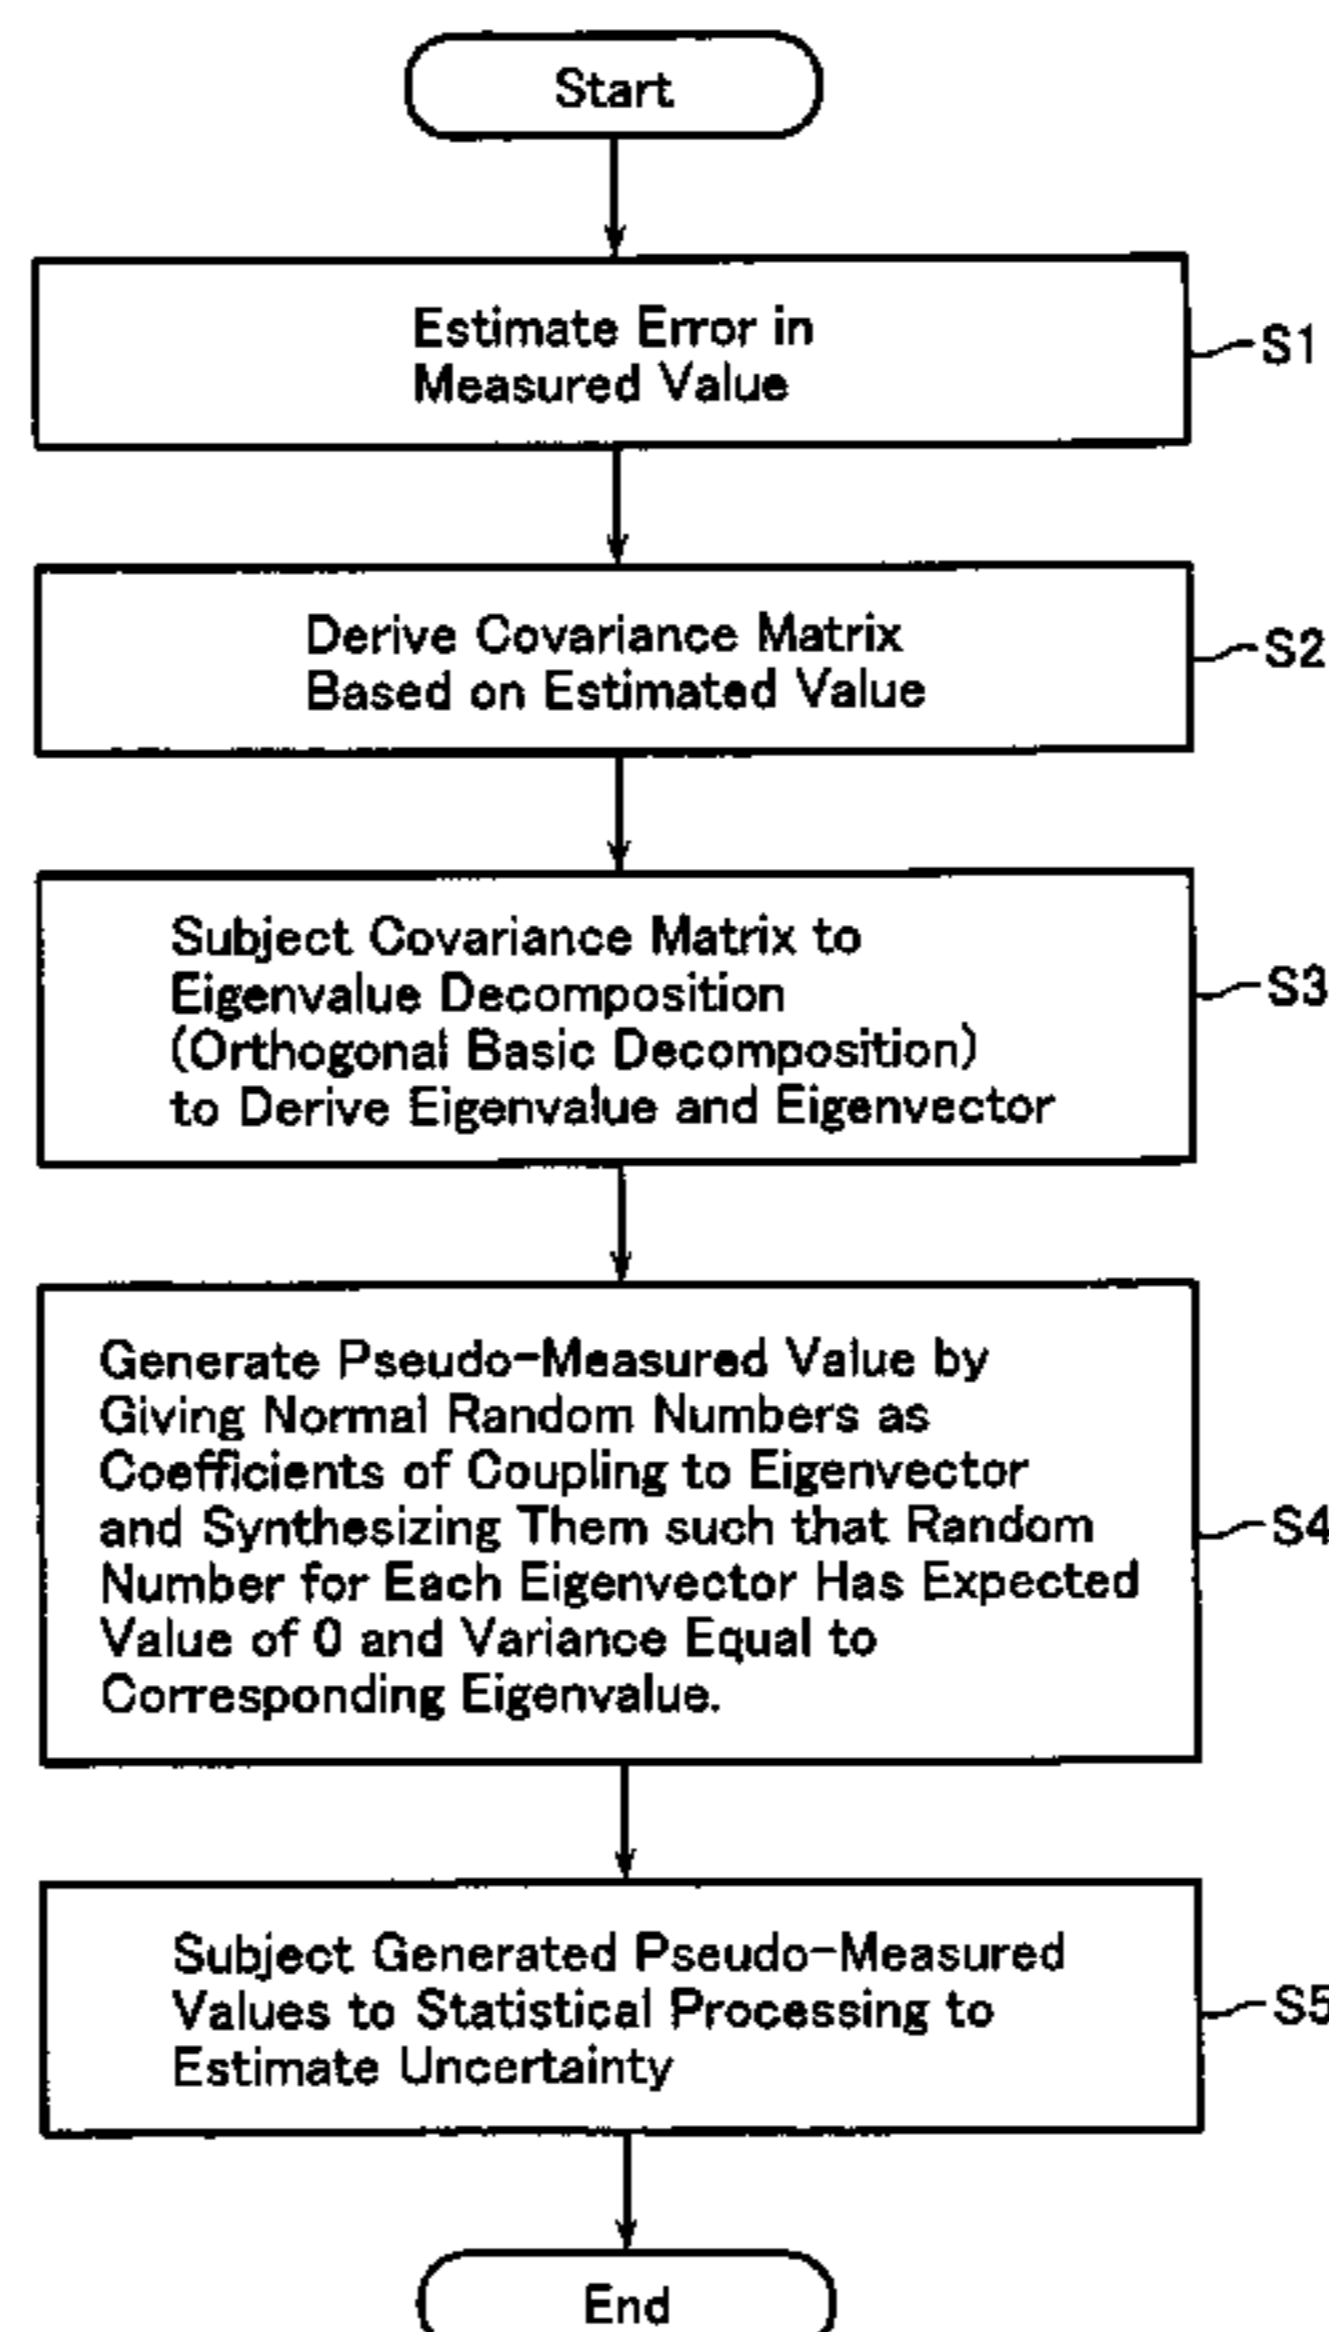 Start
Estimate Error in
Measured Value
S1
Derive Covariance Matrix
Based on Estimated Value
S2
Subject Covariance Matrix to
Eigenvalue Decomposition
(Orthogonal Basic Decomposition)
to Derive Eigenvalue and Eigenvector
S3
Generate Pseudo-Measured Value by
Giving Normal Random Numbers as
Coefficients of Coupling to Eigenvector
and Synthesizing Them such that Random
Number for Each Eigenvector Has Expected
Value of 0 and Variance Equal to
Corresponding Eigenvalue.
S4
Subject Generated Pseudo-Measured
Values to Statistical Processing to
Estimate Uncertainty
S5
End